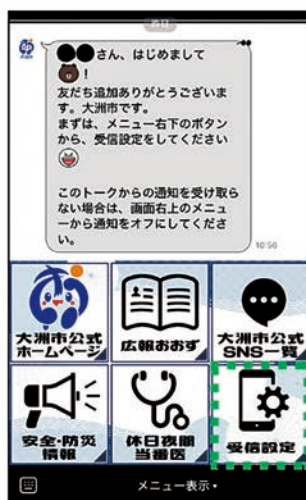 昨日
●●さん、はじめまして
!
友だち追加ありがとうございま
す。大洲市です。
まずは、メニュー右下のボタン
から、受信設定をしてください
このトークからの通知を受け取ら
ない場合は、画面右上のメニュ
ーから通知をオフにしてくださ
い。
10:56
大洲市公式
ホームページ
広報おおず
大洲市公式
SNS一覧
安全・防災
情報
休日夜間
当番医
受信設定
メニュー表示▾